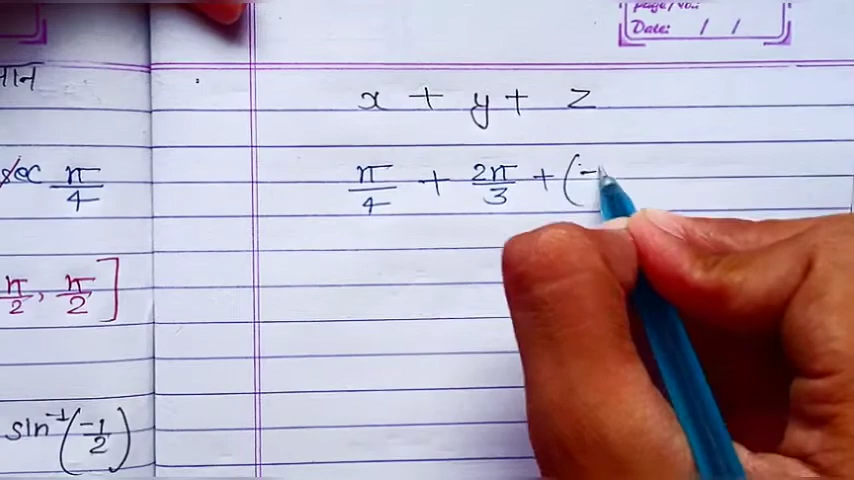 Page No.
Date: / /
मान
x + y + z
sec π/4
π/4 + 2π/3 + (-
π/2, π/2]
sin⁻¹(-1/2)